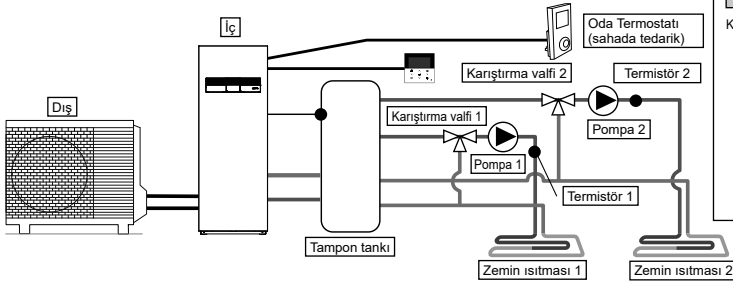 İç
Oda Termostatı
(sahada tedarik)
K
Karıştırma valfi 2
Termistör 2
Dış
Karıştırma valfi 1
Pompa 2
Pompa 1
Termistör 1
Tampon tankı
Zemin ısıtması 1
Zemin ısıtması 2